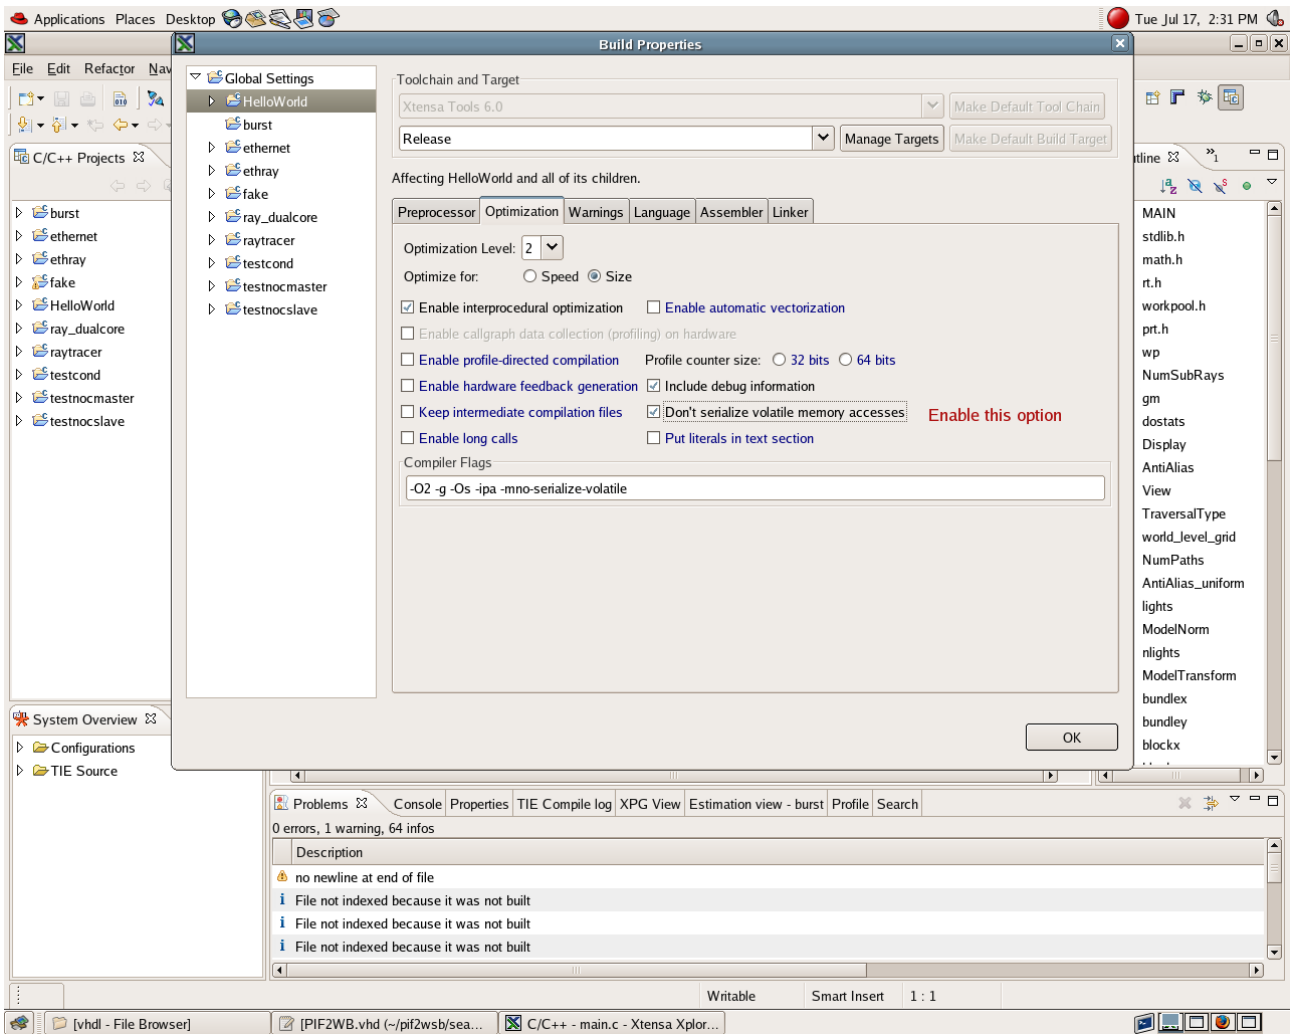 Applications Places Desktop
Tue Jul 17, 2:31 PM
Build Properties
File Edit Refactor Nav
C/C++ Projects
burst
ethernet
ethray
fake
HelloWorld
ray_dualcore
raytracer
testcond
testnocmaster
testnocslave
System Overview
Configurations
TIE Source
Global Settings
HelloWorld
burst
ethernet
ethray
fake
ray_dualcore
raytracer
testcond
testnocmaster
testnocslave
Toolchain and Target
Xtensa Tools 6.0 Make Default Tool Chain
Release Manage Targets Make Default Build Target
Affecting HelloWorld and all of its children.
Preprocessor Optimization Warnings Language Assembler Linker
Optimization Level: 2
Optimize for: Speed Size
Enable interprocedural optimization Enable automatic vectorization
Enable callgraph data collection (profiling) on hardware
Enable profile-directed compilation Profile counter size: 32 bits 64 bits
Enable hardware feedback generation Include debug information
Keep intermediate compilation files Don't serialize volatile memory accesses Enable this option
Enable long calls Put literals in text section
Compiler Flags
-O2 -g -Os -ipa -mno-serialize-volatile
OK
utline
MAIN
stdlib.h
math.h
rt.h
workpool.h
prt.h
wp
NumSubRays
gm
dostats
Display
AntiAlias
View
TraversalType
world_level_grid
NumPaths
AntiAlias_uniform
lights
ModelNorm
nlights
ModelTransform
bundlex
bundley
blockx
Problems Console Properties TIE Compile log XPG View Estimation view - burst Profile Search
0 errors, 1 warning, 64 infos
Description
no newline at end of file
File not indexed because it was not built
File not indexed because it was not built
File not indexed because it was not built
Writable Smart Insert 1 : 1
[vhdl - File Browser] [PIF2WB.vhd (~/pif2wsb/sea... C/C++ - main.c - Xtensa Xplor...